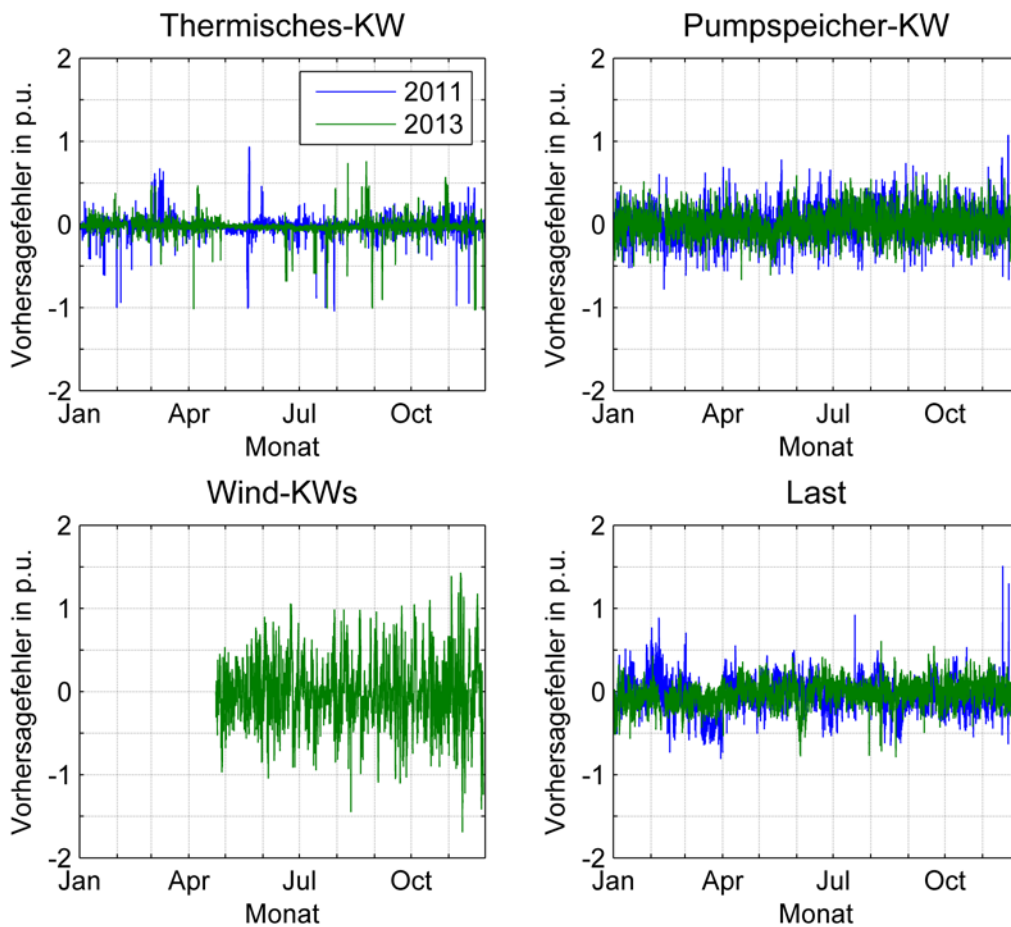 Thermisches-KW
Pumpspeicher-KW
2
1
0
-1
-2
Vorhersagefehler in p.u.
2011
2013
Jan
Apr
Jul
Oct
Monat
2
1
0
-1
-2
Vorhersagefehler in p.u.
Jan
Apr
Jul
Oct
Monat
Wind-KWs
Last
2
1
0
-1
-2
Vorhersagefehler in p.u.
Jan
Apr
Jul
Oct
Monat
2
1
0
-1
-2
Vorhersagefehler in p.u.
Jan
Apr
Jul
Oct
Monat